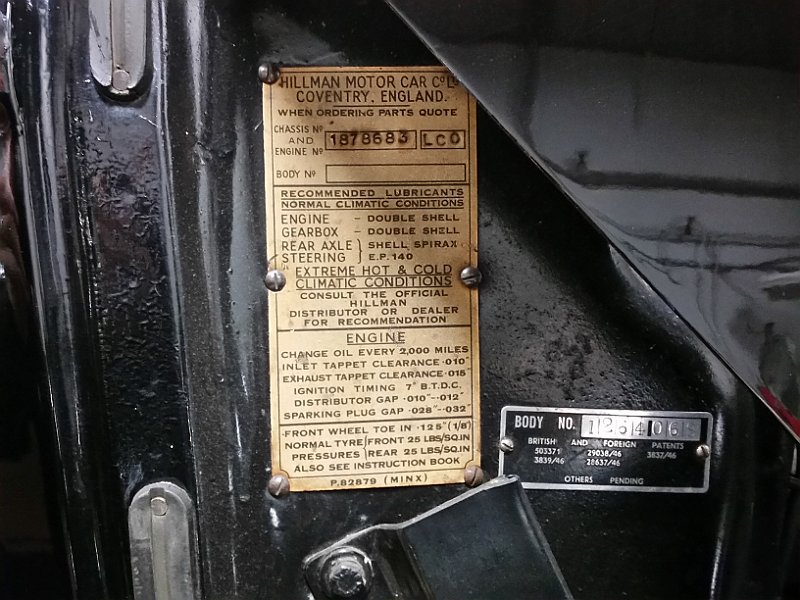 HILLMAN MOTOR CAR Co Ltd
COVENTRY, ENGLAND.
WHEN ORDERING PARTS QUOTE
CHASSIS No
AND
ENGINE No
1878683 LCO
BODY No
RECOMMENDED LUBRICANTS
NORMAL CLIMATIC CONDITIONS
ENGINE - DOUBLE SHELL
GEARBOX - DOUBLE SHELL
REAR AXLE } SHELL SPIRAX
STEERING } E.P. 140
EXTREME HOT & COLD
CLIMATIC CONDITIONS
CONSULT THE OFFICIAL
HILLMAN
DISTRIBUTOR OR DEALER
FOR RECOMMENDATION
ENGINE
CHANGE OIL EVERY 2,000 MILES
INLET TAPPET CLEARANCE ·010"
EXHAUST TAPPET CLEARANCE ·015"
IGNITION TIMING 7° B.T.D.C.
DISTRIBUTOR GAP ·010"-·012"
SPARKING PLUG GAP ·028"-·032"
FRONT WHEEL TOE IN ·125"(1/8)
NORMAL TYRE { FRONT 25 LBS/SQ.IN
PRESSURES { REAR 25 LBS/SQ.IN
ALSO SEE INSTRUCTION BOOK
P.82879 (MINX)
BODY NO.
BRITISH AND FOREIGN PATENTS
503371 29038/46 3837/46
3839/46 28637/46
OTHERS PENDING